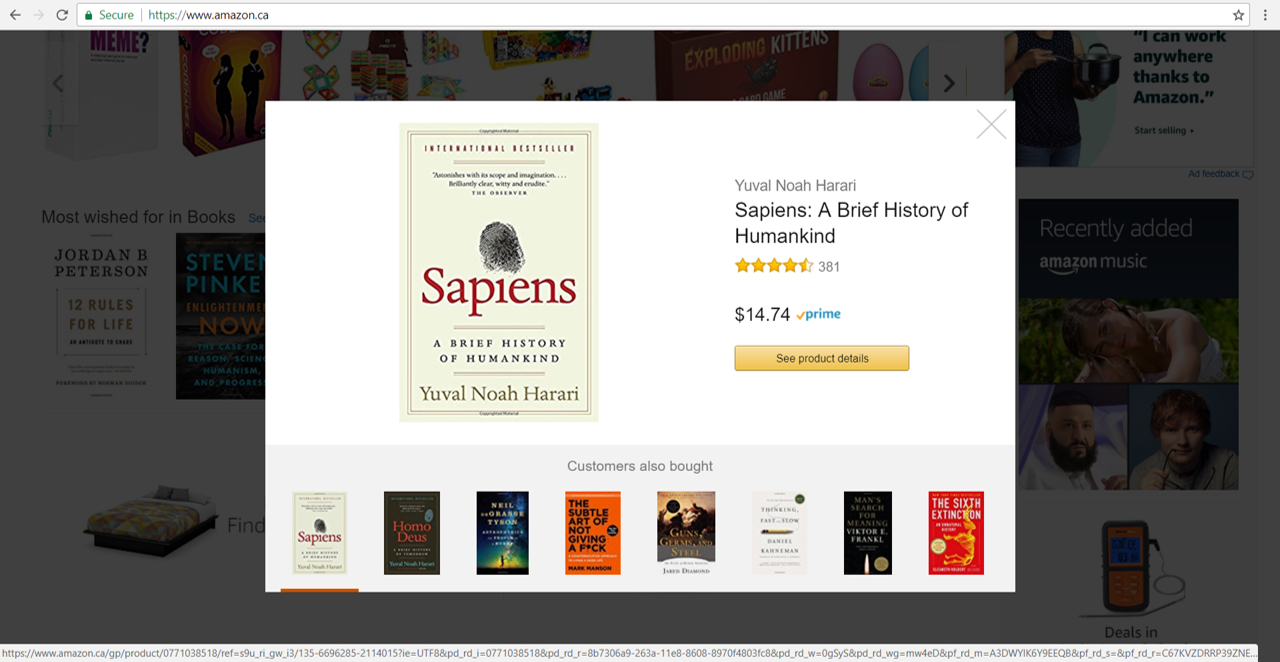 Secure
https://www.amazon.ca
MEME?
EXPLODING KITTENS
A CARD GAME
"I can work
anywhere
thanks to
Amazon."
Start selling
Ad feedback
Most wished for in Books See
JORDAN B
PETERSON
12 RULES
FOR LIFE
AN ANTIDOTE TO CHAOS
FOREWORD BY NORMAN DOIDGE
STEVEN
PINKE
ENLIGHTENME
NOW
THE CASE FOR
REASON, SCIENC
HUMANISM,
AND PROGRES
Copyrighted Material
INTERNATIONAL BESTSELLER
"Astonishes with its scope and imagination. . . .
Brilliantly clear, witty and erudite."
THE OBSERVER
Sapiens
A BRIEF HISTORY
OF HUMANKIND
Yuval Noah Harari
Copyrighted Material
Yuval Noah Harari
Sapiens: A Brief History of
Humankind
381
$14.74 prime
See product details
Recently added
amazon music
Customers also bought
Sapiens
A BRIEF HISTORY
OF HUMANKIND
Yuval Noah Harari
Homo
Deus
A BRIEF HISTORY
OF TOMORROW
Yuval Noah Harari
NEIL
DEGRASSE
TYSON
ASTROPHYSICS
FOR PEOPLE IN
A HURRY
THE
SUBTLE
ART OF
NOT
GIVING
A F*CK
MARK MANSON
GUNS,
GERMS, AND
STEEL
JARED DIAMOND
THINKING,
FAST AND SLOW
DANIEL
KAHNEMAN
MAN'S
SEARCH
FOR
MEANING
VIKTOR E.
FRANKL
THE SIXTH
EXTINCTION
AN UNNATURAL
HISTORY
ELIZABETH KOLBERT
Find
Deals in
https://www.amazon.ca/gp/product/0771038518/ref=s9u_ri_gw_i3/135-6696285-2114015?ie=UTF8&pd_rd_i=0771038518&pd_rd_r=8b7306a9-263a-11e8-8608-8970f4803fc8&pd_rd_w=0gSyS&pd_rd_wg=mw4eD&pf_rd_m=A3DWYIK6Y9EEQB&pf_rd_s=&pf_rd_r=C67KVZDRRP39ZNE...